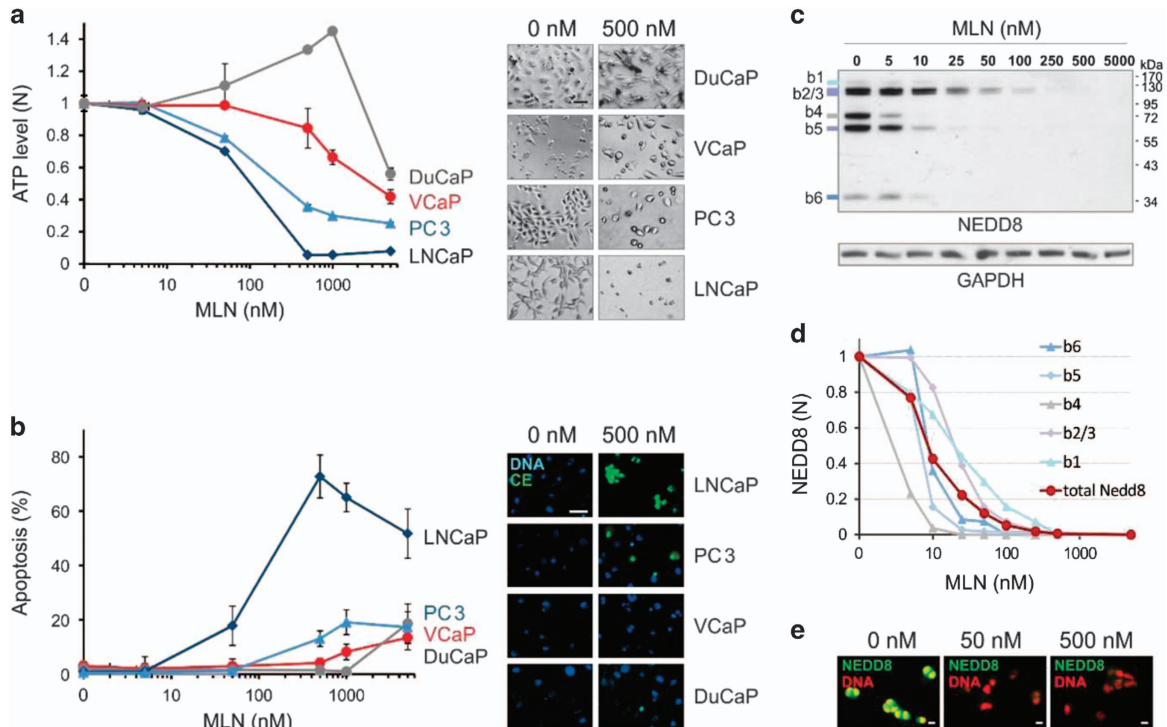 a
ATP level (N)
1.4
1.2
1
0.8
0.6
0.4
0.2
0
0
10
100
1000
MLN (nM)
DuCaP
VCaP
PC3
LNCaP
0 nM 500 nM
DuCaP
VCaP
PC3
LNCaP
b
Apoptosis (%)
80
60
40
20
0
0
10
100
1000
MLN (nM)
LNCaP
PC3
VCaP
DuCaP
0 nM 500 nM
DNA
CE
LNCaP
PC3
VCaP
DuCaP
c
MLN (nM)
0 5 10 25 50 100 250 500 5000
kDa
b1
b2/3
b4
b5
b6
170
130
95
72
55
43
34
NEDD8
GAPDH
d
NEDD8 (N)
1
0.8
0.6
0.4
0.2
0
0
10
100
1000
MLN (nM)
b6
b5
b4
b2/3
b1
total Nedd8
e
0 nM 50 nM 500 nM
NEDD8 NEDD8 NEDD8
DNA DNA DNA